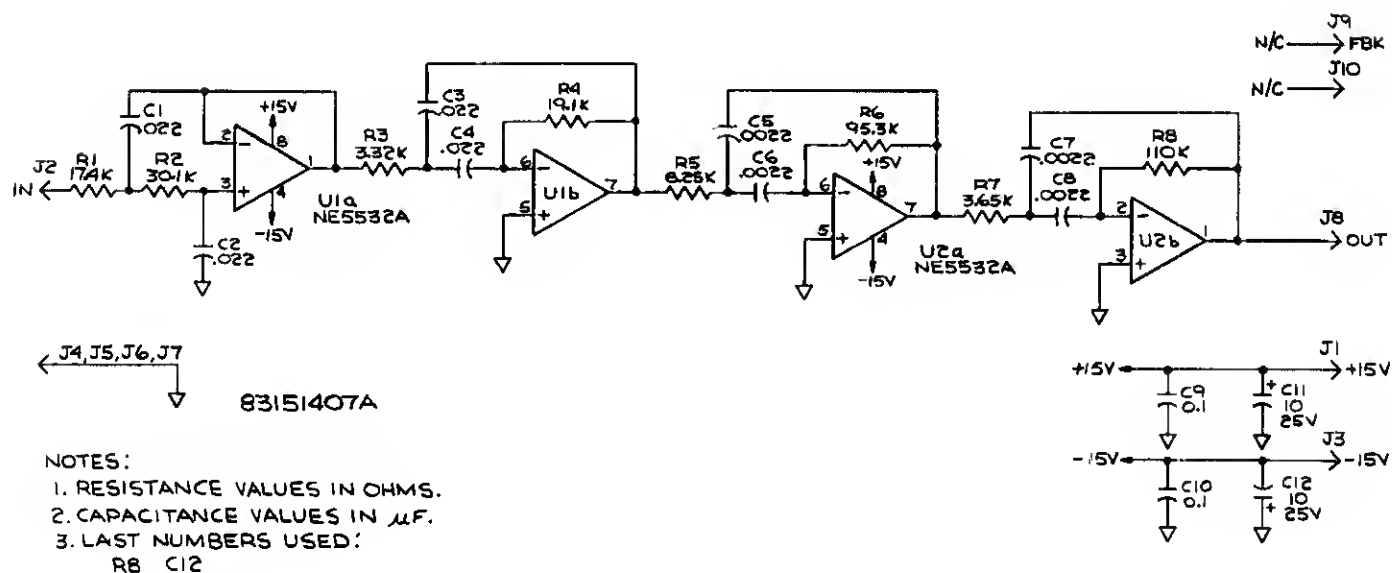 J9
N/C FBK
J10
N/C
C1
.022
+15V
8
2
-
J2
IN
R1
17.4K
R2
30.1K
3
+
1
4
-15V
U1a
NE5532A
C2
.022
R3
3.32K
C3
.022
C4
.022
R4
19.1K
6
-
5
+
U1b
7
R5
8.25K
C5
.0022
C6
.0022
R6
95.3K
+15V
8
6
-
5
+
7
4
-15V
U2a
NE5532A
R7
3.65K
C7
.0022
C8
.0022
R8
110K
2
-
3
+
U2b
1
J8
OUT
J4, J5, J6, J7
83151407A
J1
+15V +15V
C9
0.1
+ C11
10
25V
J3
-15V -15V
C10
0.1
C12
10
+ 25V
NOTES:
1. RESISTANCE VALUES IN OHMS.
2. CAPACITANCE VALUES IN µF.
3. LAST NUMBERS USED:
R8 C12